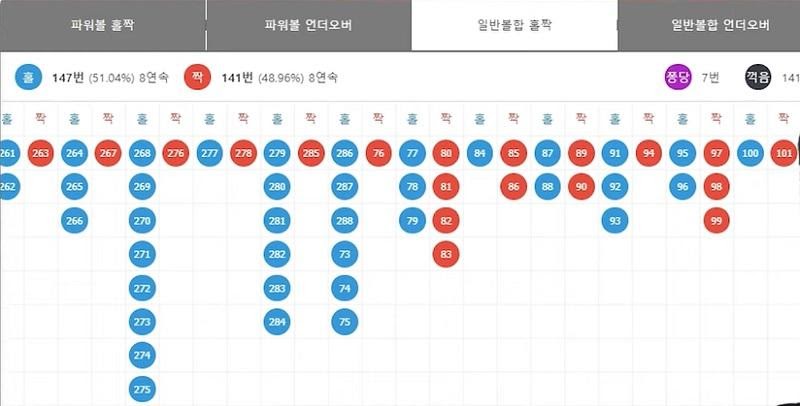 파워볼 홀짝 파워볼 언더오버 일반볼합 홀짝 일반볼합 언더오버
홀 147번 (51.04%) 8연속 짝 141번 (48.96%) 8연속 퐁당 7번 꺽음 141
홀 짝 홀 짝 홀 짝 홀 짝 홀 짝 홀 짝 홀 짝 홀 짝 홀 짝 홀 짝 홀 짝 홀 짝
261 263 264 267 268 276 277 278 279 285 286 76 77 80 84 85 87 89 91 94 95 97 100 101
262 265 269 280 287 78 81 86 88 90 92 96 98
266 270 281 288 79 82 93 99
271 282 73 83
272 283 74
273 284 75
274
275